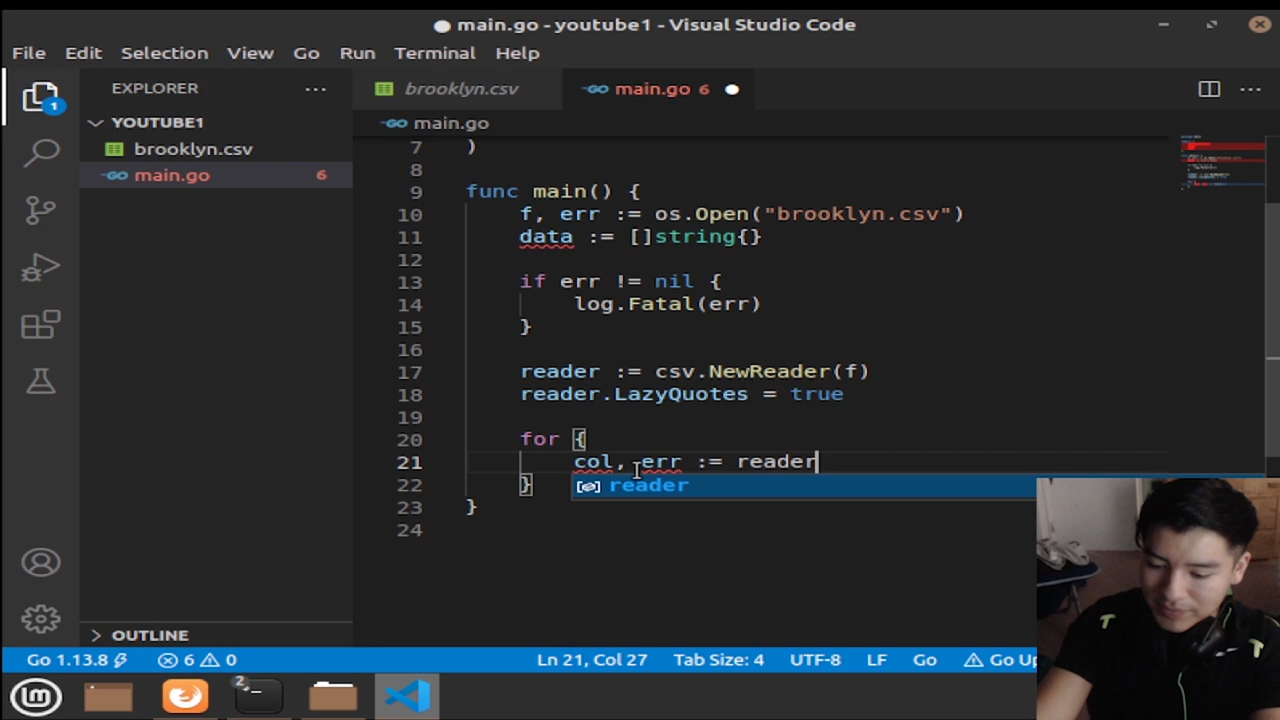 main.go - youtube1 - Visual Studio Code
File Edit Selection View Go Run Terminal Help
1
EXPLORER
YOUTUBE1
brooklyn.csv
main.go 6
brooklyn.csv
main.go 6
main.go
7 )
8
9 func main() {
10 f, err := os.Open("brooklyn.csv")
11 data := []string{}
12
13 if err != nil {
14 log.Fatal(err)
15 }
16
17 reader := csv.NewReader(f)
18 reader.LazyQuotes = true
19
20 for {
21 col, err := reader
reader
22 }
23 }
24
OUTLINE
Go 1.13.8 6 0 Ln 21, Col 27 Tab Size: 4 UTF-8 LF Go Go Up
2